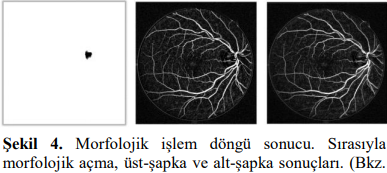 Şekil 4. Morfolojik işlem döngü sonucu. Sırasıyla
morfolojik açma, üst-şapka ve alt-şapka sonuçları. (Bkz.